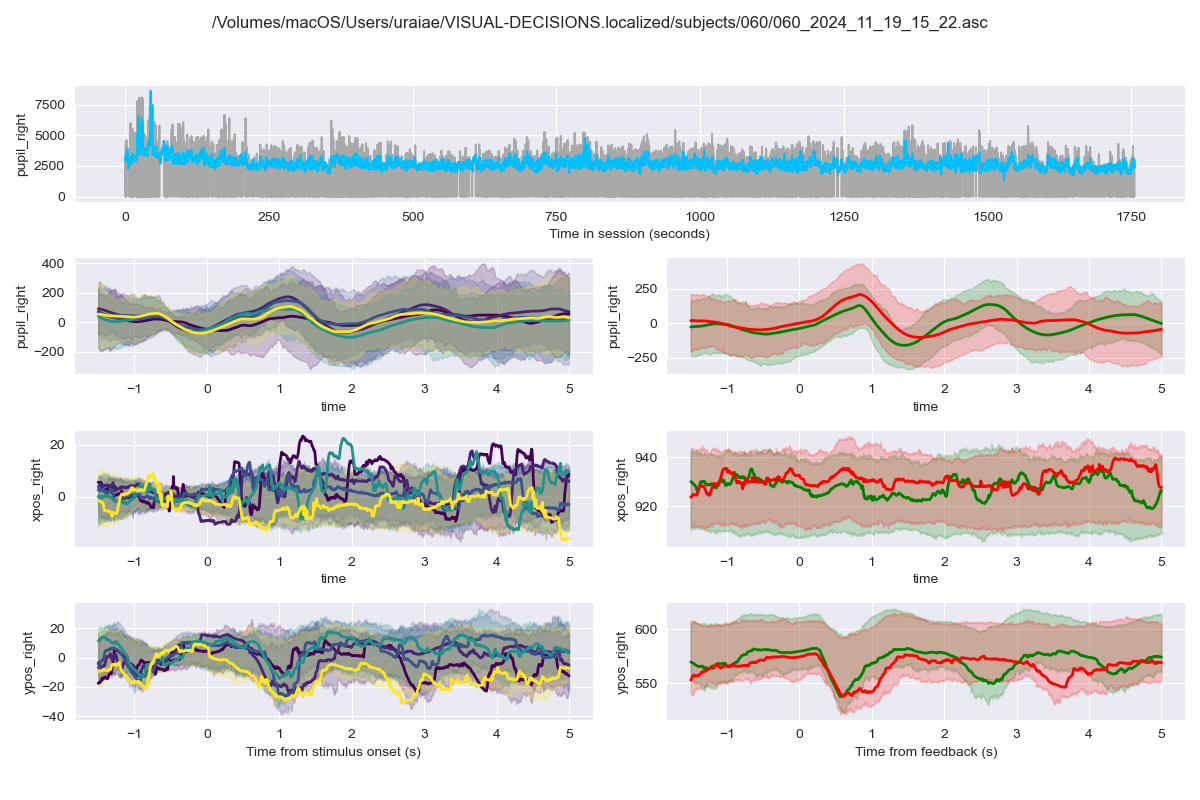 /Volumes/macOS/Users/uraiae/VISUAL-DECISIONS.localized/subjects/060/060_2024_11_19_15_22.asc
pupil_right
7500
5000
2500
0
0 250 500 750 1000 1250 1500 1750
Time in session (seconds)
pupil_right
400
200
0
−200
−1 0 1 2 3 4 5
time
pupil_right
250
0
−250
−1 0 1 2 3 4 5
time
xpos_right
20
0
−1 0 1 2 3 4 5
time
xpos_right
940
920
−1 0 1 2 3 4 5
time
ypos_right
20
0
−20
−40
−1 0 1 2 3 4 5
Time from stimulus onset (s)
ypos_right
600
550
−1 0 1 2 3 4 5
Time from feedback (s)